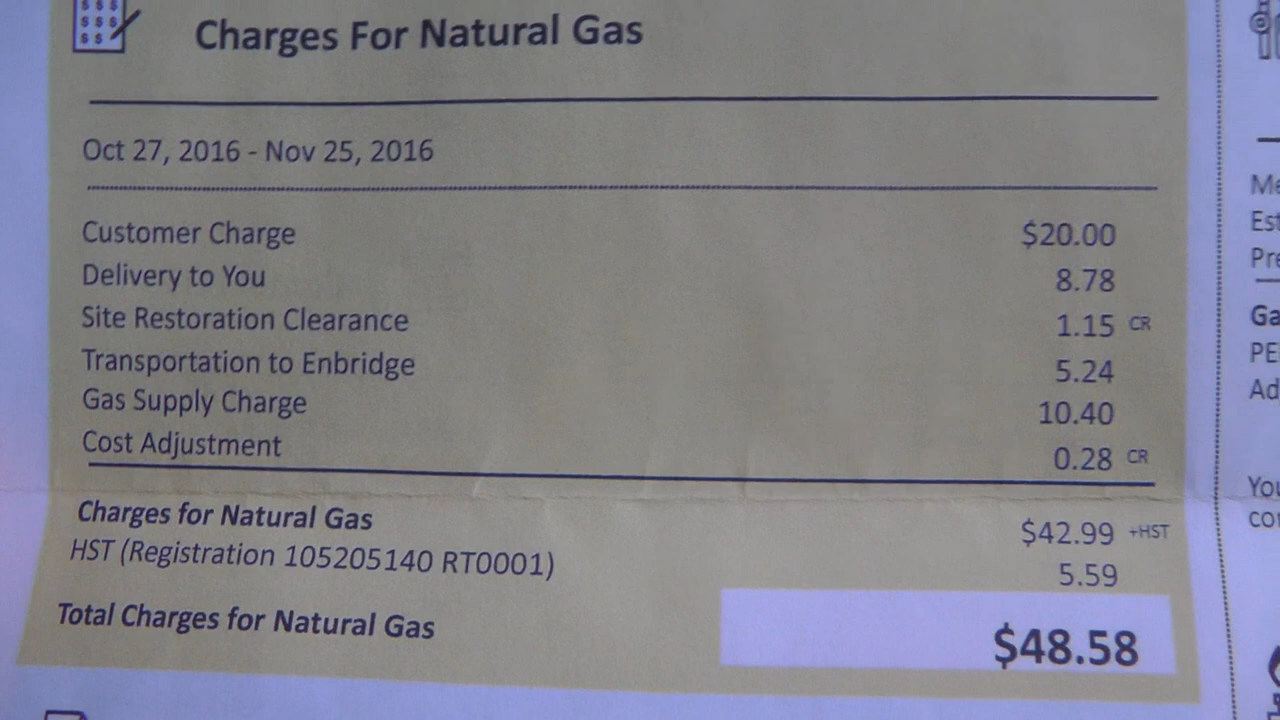 Charges For Natural Gas
Oct 27, 2016 - Nov 25, 2016
Customer Charge $20.00
Delivery to You 8.78
Site Restoration Clearance 1.15 CR
Transportation to Enbridge 5.24
Gas Supply Charge 10.40
Cost Adjustment 0.28 CR
Charges for Natural Gas $42.99 +HST
HST (Registration 105205140 RT0001) 5.59
Total Charges for Natural Gas $48.58